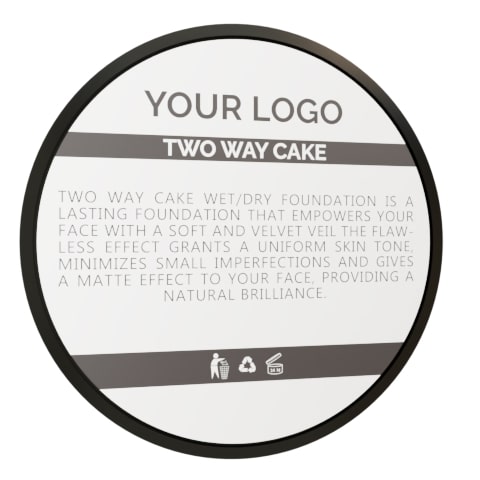 YOUR LOGO
TWO WAY CAKE
TWO WAY CAKE WET/DRY FOUNDATION IS A
LASTING FOUNDATION THAT EMPOWERS YOUR
FACE WITH A SOFT AND VELVET VEIL THE FLAW-
LESS EFFECT GRANTS A UNIFORM SKIN TONE,
MINIMIZES SMALL IMPERFECTIONS AND GIVES
A MATTE EFFECT TO YOUR FACE, PROVIDING A
NATURAL BRILLIANCE.